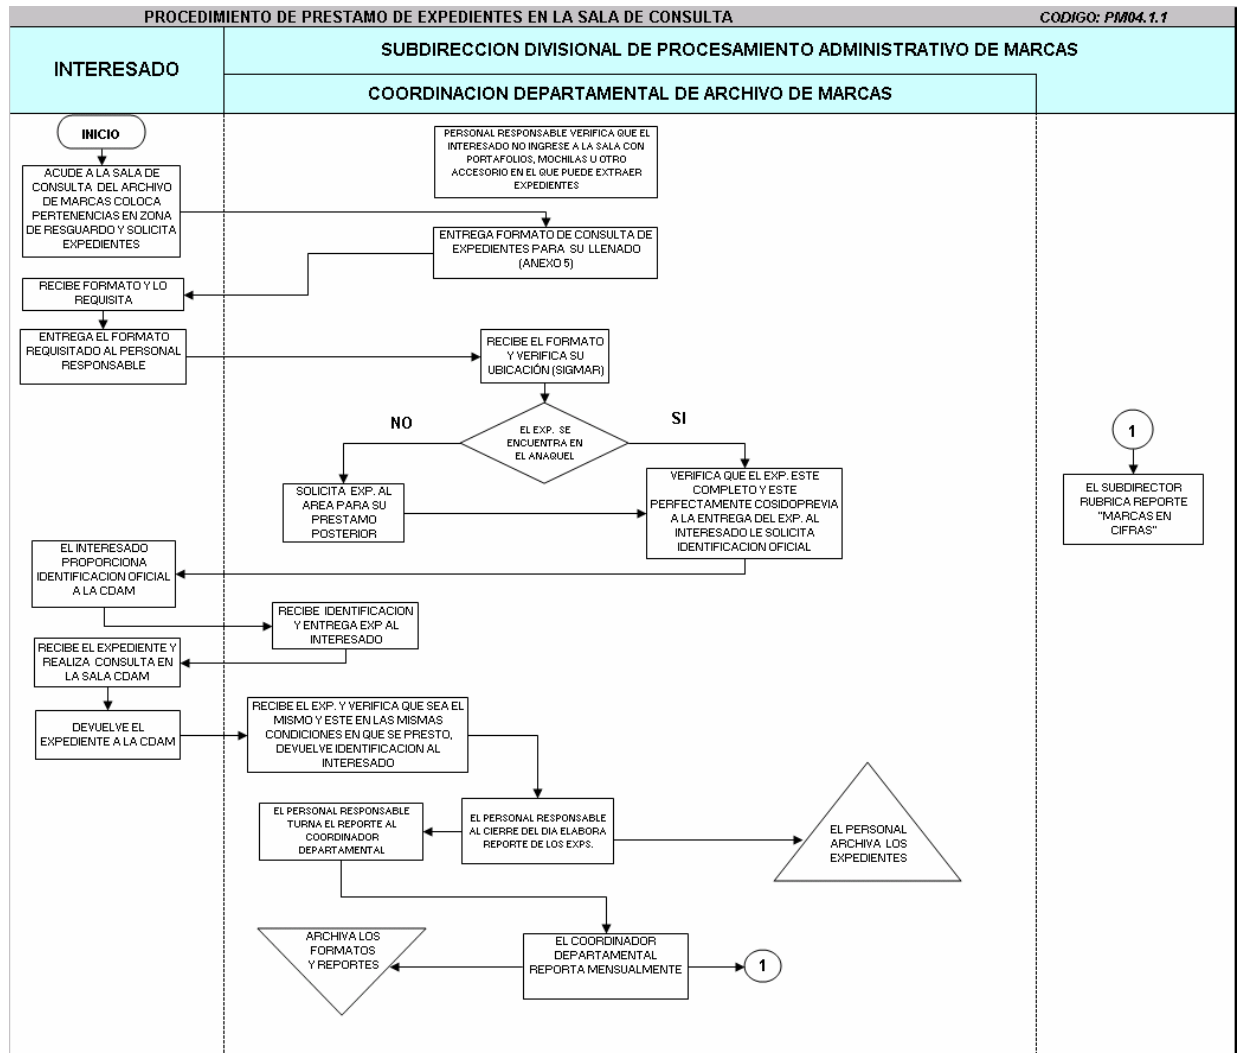 PROCEDIMIENTO DE PRESTAMO DE EXPEDIENTES EN LA SALA DE CONSULTA
CODIGO: PM04.1.1
INTERESADO
SUBDIRECCION DIVISIONAL DE PROCESAMIENTO ADMINISTRATIVO DE MARCAS
COORDINACION DEPARTAMENTAL DE ARCHIVO DE MARCAS
INICIO
PERSONAL RESPONSABLE VERIFICA QUE EL
INTERESADO NO INGRESE A LA SALA CON
PORTAFOLIOS, MOCHILAS U OTRO
ACCESORIO EN EL QUE PUEDE EXTRAER
EXPEDIENTES
ACUDE A LA SALA DE
CONSULTA DEL ARCHIVO
DE MARCAS COLOCA
PERTENENCIAS EN ZONA
DE RESGUARDO Y SOLICITA
EXPEDIENTES
ENTREGA FORMATO DE CONSULTA DE
EXPEDIENTES PARA SU LLENADO
(ANEXO 5)
RECIBE FORMATO Y LO
REQUISITA
ENTREGA EL FORMATO
REQUISITADO AL PERSONAL
RESPONSABLE
RECIBE EL FORMATO
Y VERIFICA SU
UBICACIÓN (SIGMAR)
NO
SI
EL EXP. SE
ENCUENTRA EN
EL ANAQUEL
1
SOLICITA EXP. AL
AREA PARA SU
PRESTAMO
POSTERIOR
VERIFICA QUE EL EXP. ESTE
COMPLETO Y ESTE
PERFECTAMENTE COSIDOPREVIA
A LA ENTREGA DEL EXP. AL
INTERESADO LE SOLICITA
IDENTIFICACION OFICIAL
EL SUBDIRECTOR
RUBRICA REPORTE
"MARCAS EN
CIFRAS"
EL INTERESADO
PROPORCIONA
IDENTIFICACION OFICIAL
A LA CDAM
RECIBE IDENTIFICACION
Y ENTREGA EXP AL
INTERESADO
RECIBE EL EXPEDIENTE Y
REALIZA CONSULTA EN
LA SALA CDAM
DEVUELVE EL
EXPEDIENTE A LA CDAM
RECIBE EL EXP. Y VERIFICA QUE SEA EL
MISMO Y ESTE EN LAS MISMAS
CONDICIONES EN QUE SE PRESTO,
DEVUELVE IDENTIFICACION AL
INTERESADO
EL PERSONAL RESPONSABLE
TURNA EL REPORTE AL
COORDINADOR
DEPARTAMENTAL
EL PERSONAL RESPONSABLE
AL CIERRE DEL DIA ELABORA
REPORTE DE LOS EXPS.
EL PERSONAL
ARCHIVA LOS
EXPEDIENTES
ARCHIVA LOS
FORMATOS
Y REPORTES
EL COORDINADOR
DEPARTAMENTAL
REPORTA MENSUALMENTE
1